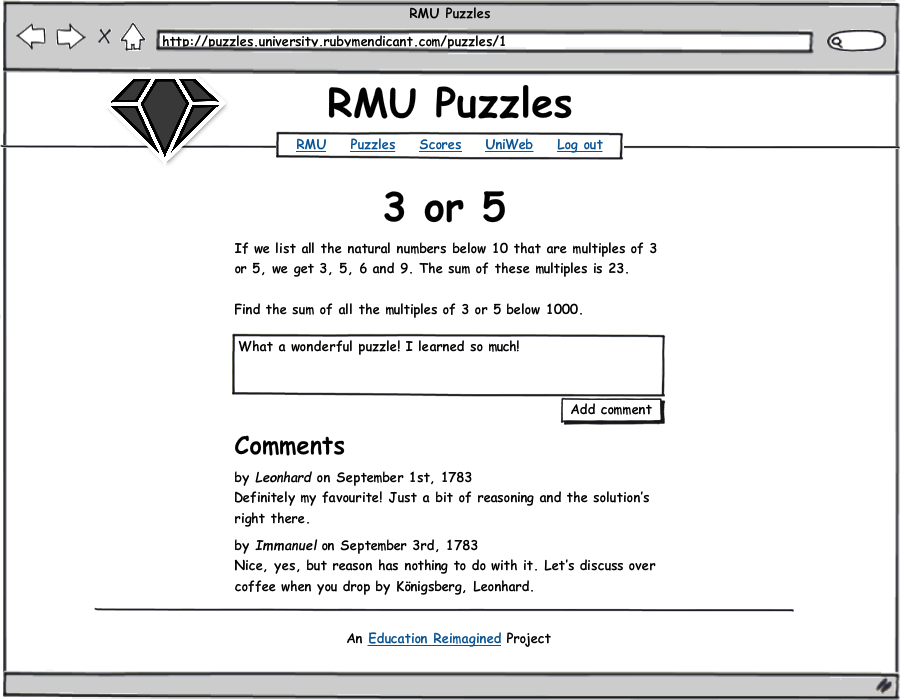 RMU Puzzles
http://puzzles.university.rubymendicant.com/puzzles/1
RMU Puzzles
RMU Puzzles Scores UniWeb Log out
3 or 5
If we list all the natural numbers below 10 that are multiples of 3
or 5, we get 3, 5, 6 and 9. The sum of these multiples is 23.
Find the sum of all the multiples of 3 or 5 below 1000.
What a wonderful puzzle! I learned so much!
Add comment
Comments
by Leonhard on September 1st, 1783
Definitely my favourite! Just a bit of reasoning and the solution's
right there.
by Immanuel on September 3rd, 1783
Nice, yes, but reason has nothing to do with it. Let's discuss over
coffee when you drop by Königsberg, Leonhard.
An Education Reimagined Project